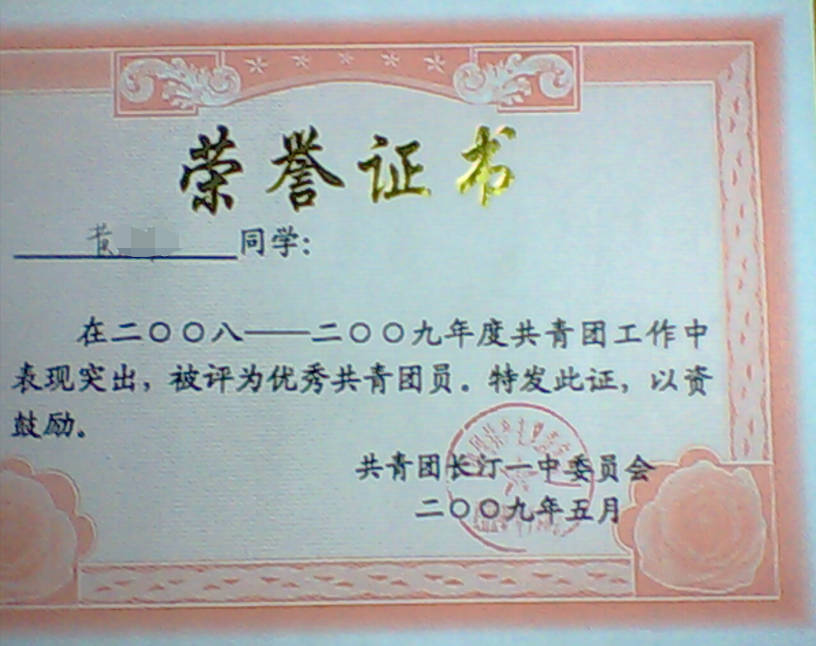 荣誉证书
黄 同学：
在二〇〇八——二〇〇九年度共青团工作中
表现突出，被评为优秀共青团员。特发此证，以资
鼓励。
共青团长汀一中委员会
二〇〇九年五月